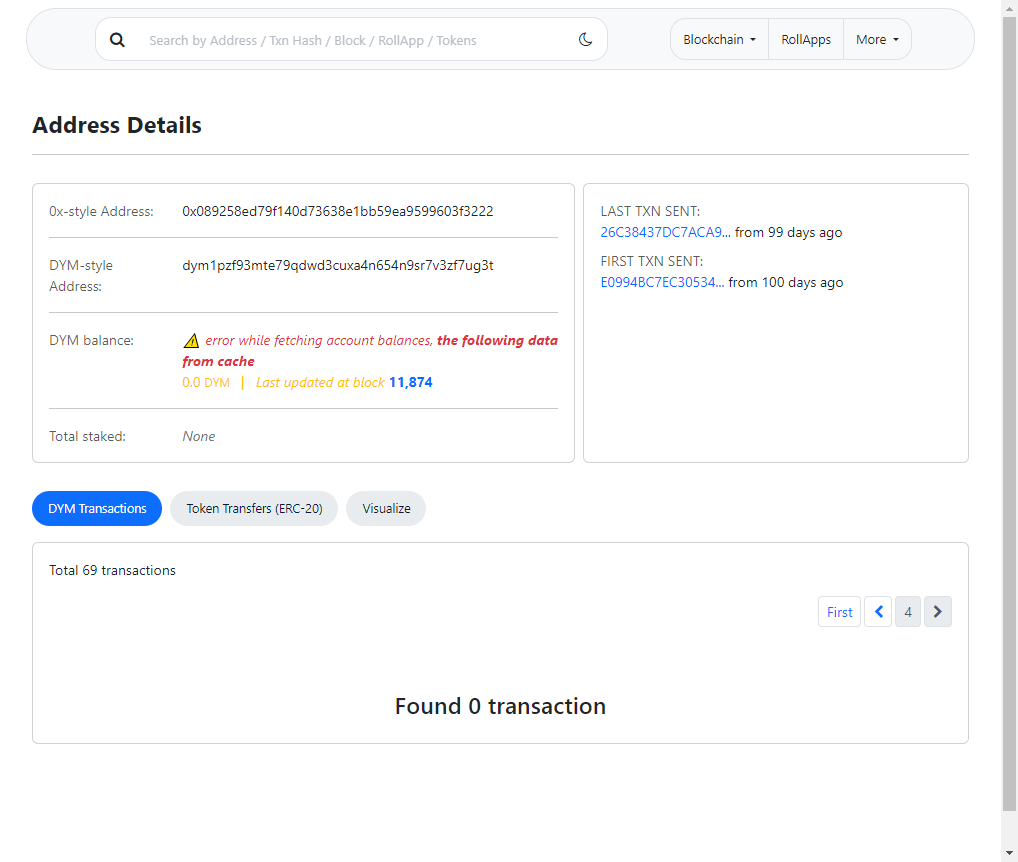 Search by Address / Txn Hash / Block / RollApp / Tokens
Blockchain
RollApps
More
Address Details
0x-style Address:
0x089258ed79f140d73638e1bb59ea9599603f3222
DYM-style
Address:
dym1pzf93mte79qdwd3cuxa4n654n9sr7v3zf7ug3t
DYM balance:
error while fetching account balances, the following data
from cache
0.0 DYM | Last updated at block 11,874
Total staked:
None
LAST TXN SENT:
26C38437DC7ACA9... from 99 days ago
FIRST TXN SENT:
E0994BC7EC30534... from 100 days ago
DYM Transactions
Token Transfers (ERC-20)
Visualize
Total 69 transactions
First
4
Found 0 transaction